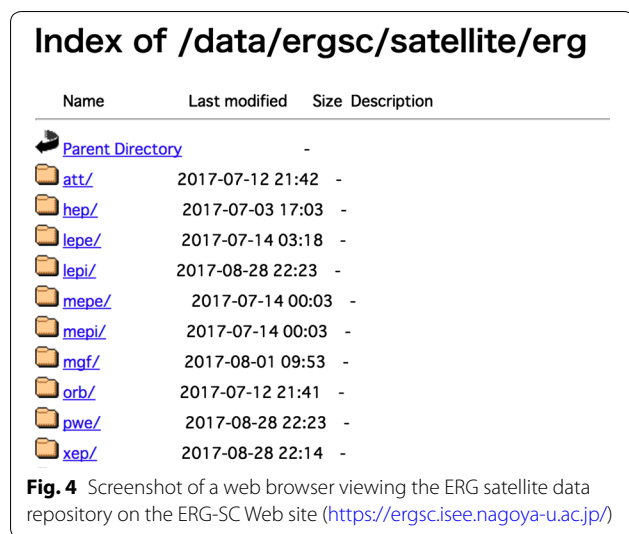 Index of /data/ergsc/satellite/erg
Name Last modified Size Description
Parent Directory -
att/ 2017-07-12 21:42 -
hep/ 2017-07-03 17:03 -
lepe/ 2017-07-14 03:18 -
lepi/ 2017-08-28 22:23 -
mepe/ 2017-07-14 00:03 -
mepi/ 2017-07-14 00:03 -
mgf/ 2017-08-01 09:53 -
orb/ 2017-07-12 21:41 -
pwe/ 2017-08-28 22:23 -
xep/ 2017-08-28 22:14 -
Fig. 4 Screenshot of a web browser viewing the ERG satellite data
repository on the ERG-SC Web site (https://ergsc.isee.nagoya-u.ac.jp/)